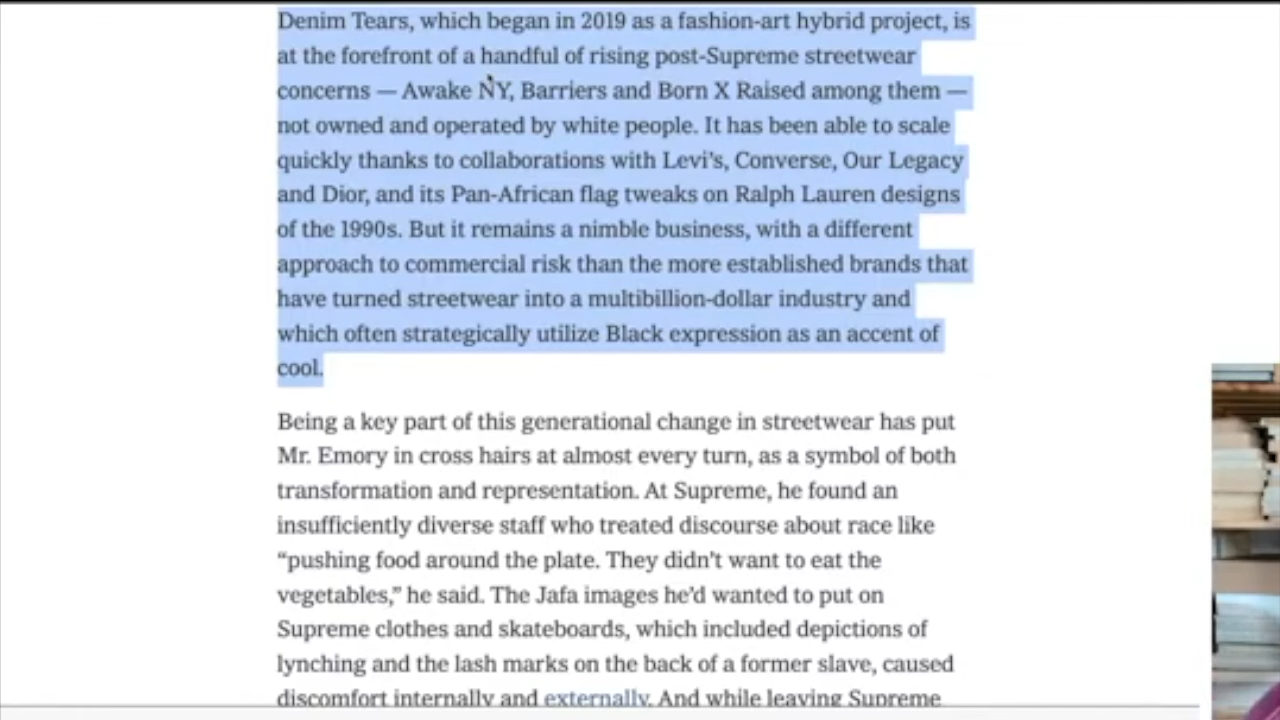 Denim Tears, which began in 2019 as a fashion-art hybrid project, is
at the forefront of a handful of rising post-Supreme streetwear
concerns — Awake NY, Barriers and Born X Raised among them —
not owned and operated by white people. It has been able to scale
quickly thanks to collaborations with Levi’s, Converse, Our Legacy
and Dior, and its Pan-African flag tweaks on Ralph Lauren designs
of the 1990s. But it remains a nimble business, with a different
approach to commercial risk than the more established brands that
have turned streetwear into a multibillion-dollar industry and
which often strategically utilize Black expression as an accent of
cool.
Being a key part of this generational change in streetwear has put
Mr. Emory in cross hairs at almost every turn, as a symbol of both
transformation and representation. At Supreme, he found an
insufficiently diverse staff who treated discourse about race like
“pushing food around the plate. They didn’t want to eat the
vegetables,” he said. The Jafa images he’d wanted to put on
Supreme clothes and skateboards, which included depictions of
lynching and the lash marks on the back of a former slave, caused
discomfort internally and externally. And while leaving Supreme